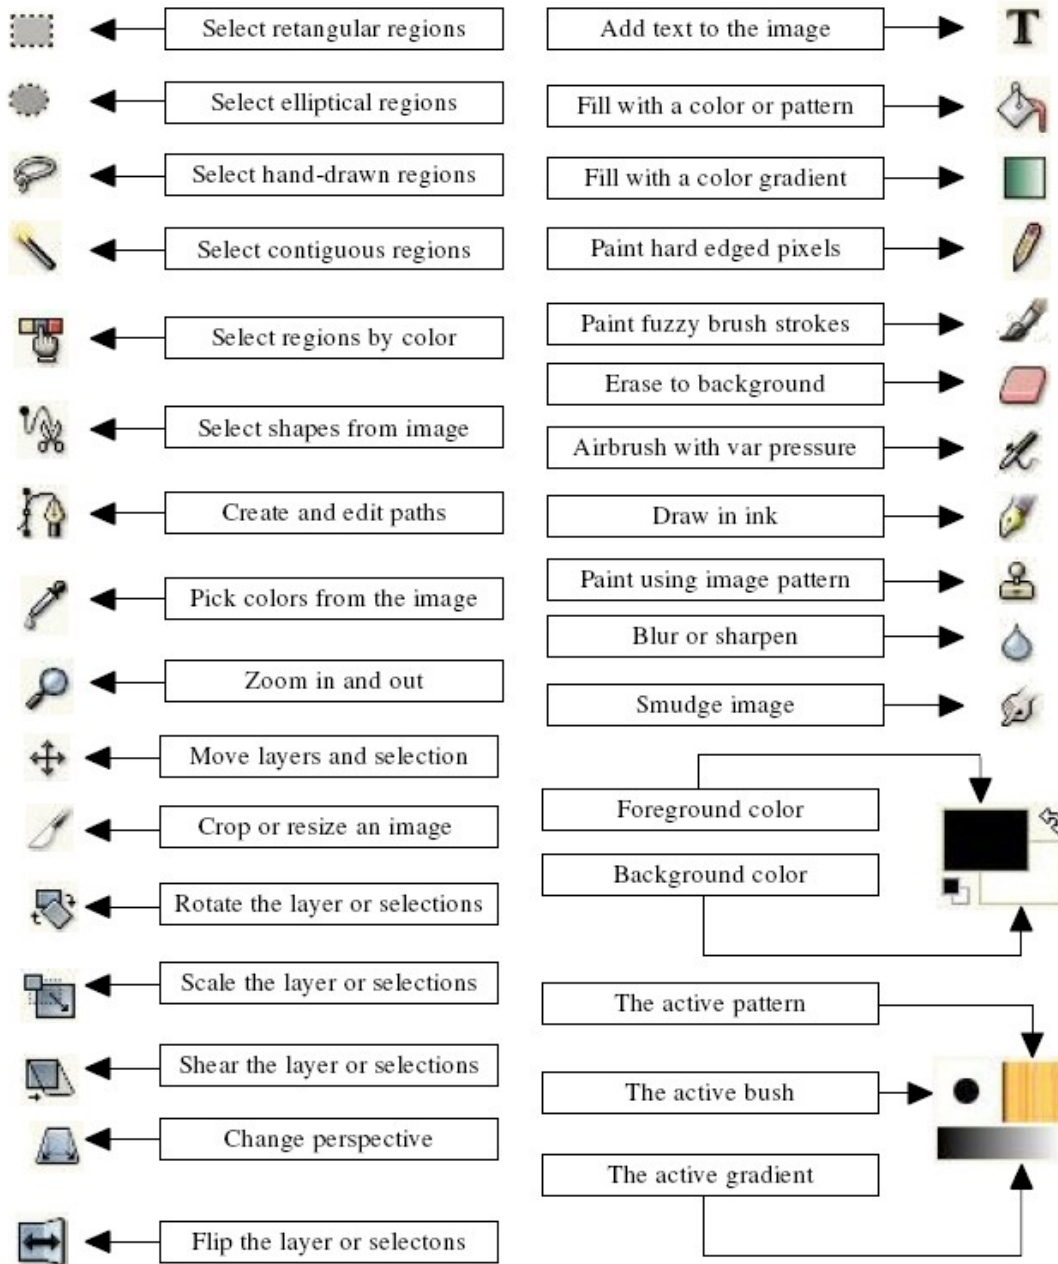 Select retangular regions
Select elliptical regions
Select hand-drawn regions
Select contiguous regions
Select regions by color
Select shapes from image
Create and edit paths
Pick colors from the image
Zoom in and out
Move layers and selection
Crop or resize an image
Rotate the layer or selections
Scale the layer or selections
Shear the layer or selections
Change perspective
Flip the layer or selectons
Add text to the image
Fill with a color or pattern
Fill with a color gradient
Paint hard edged pixels
Paint fuzzy brush strokes
Erase to background
Airbrush with var pressure
Draw in ink
Paint using image pattern
Blur or sharpen
Smudge image
Foreground color
Background color
The active pattern
The active bush
The active gradient